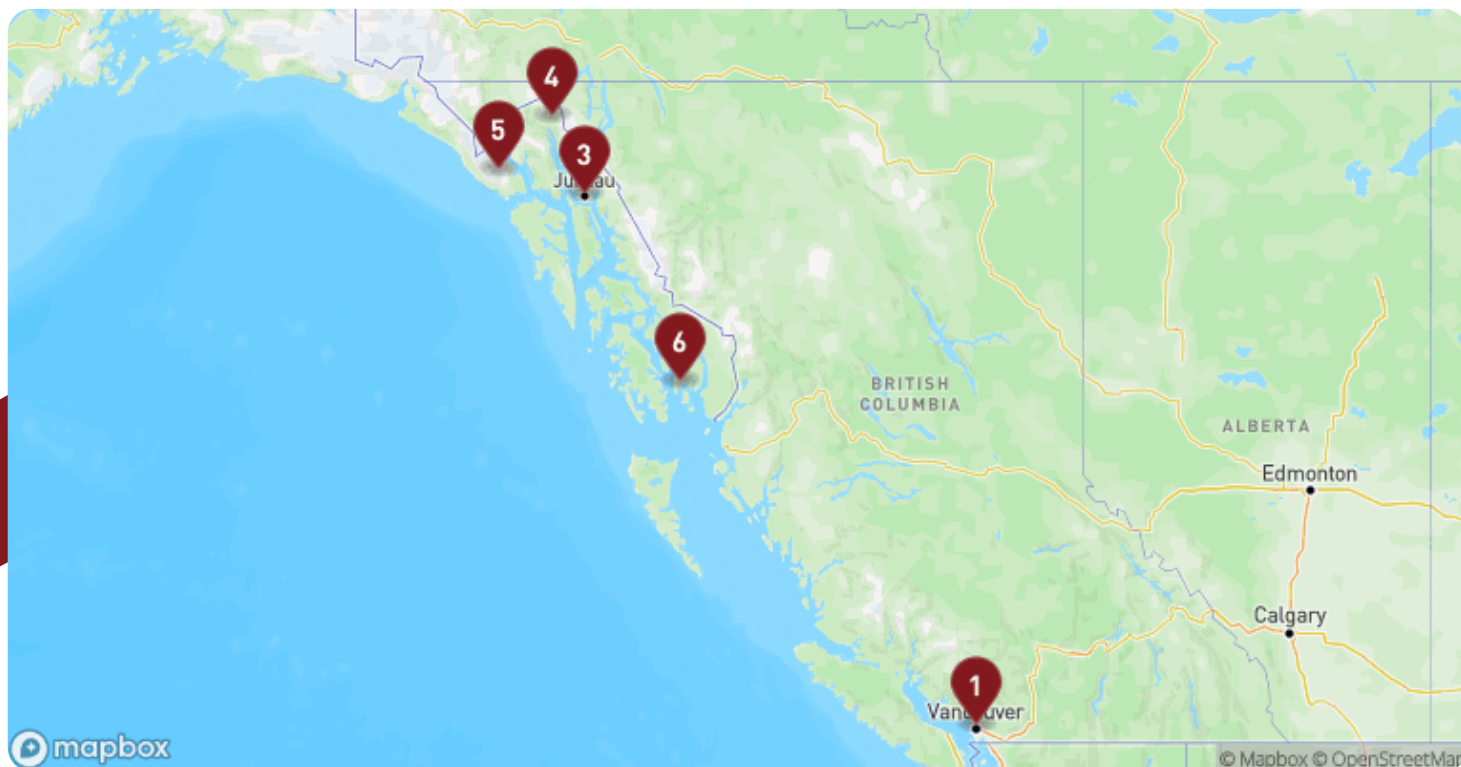 4
5
3
Juneau
6
BRITISH
COLUMBIA
ALBERTA
Edmonton
Calgary
1
Vancouver
mapbox
© Mapbox © OpenStreetMap